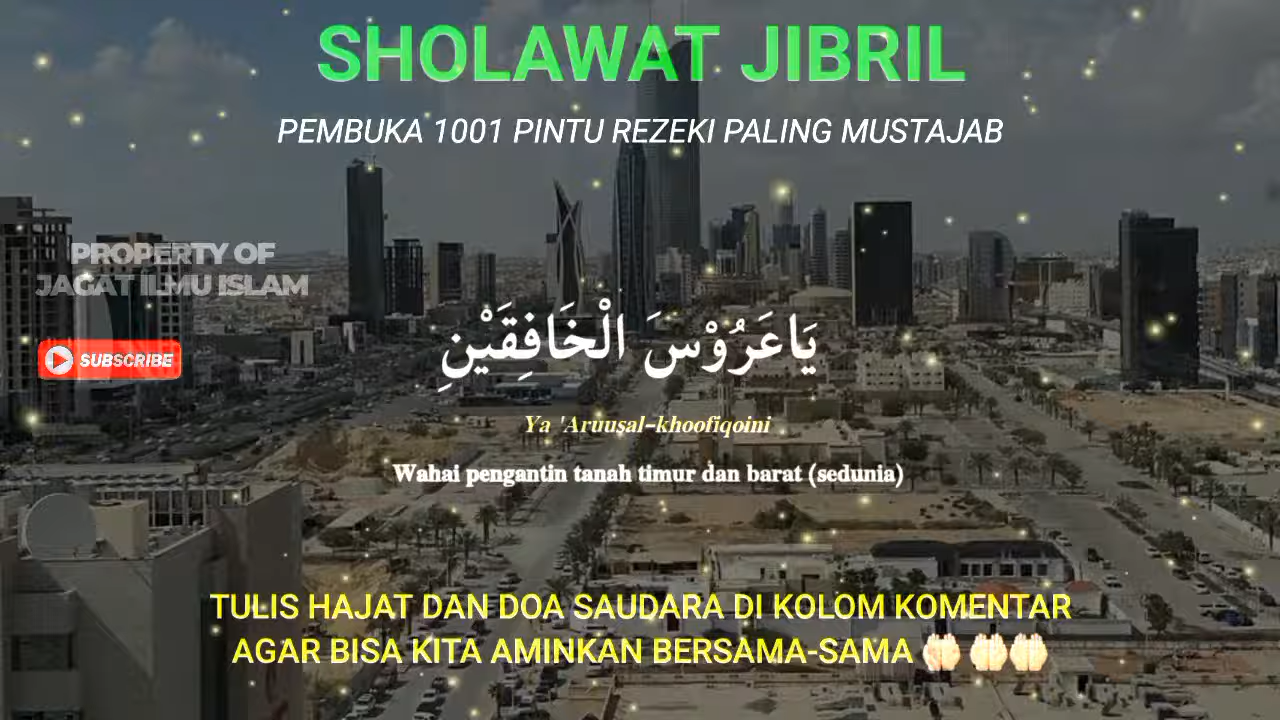 SHOLAWAT JIBRIL
PEMBUKA 1001 PINTU REZEKI PALING MUSTAJAB
PROPERTY OF
JAGAT ILMU ISLAM
SUBSCRIBE
يَاعَرُوْسَ الْخَافِقَيْنِ
Ya 'Aruusal-khoofiqoini
Wahai pengantin tanah timur dan barat (sedunia)
TULIS HAJAT DAN DOA SAUDARA DI KOLOM KOMENTAR
AGAR BISA KITA AMINKAN BERSAMA-SAMA 🤲🏻 🤲🏻🤲🏻